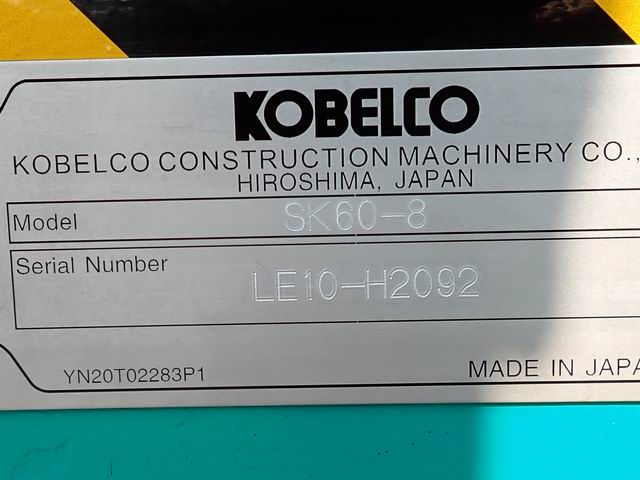 KOBELCO
KOBELCO CONSTRUCTION MACHINERY CO.,
HIROSHIMA, JAPAN
Model SK60-8
Serial Number LE10-H2092
YN20T02283P1 MADE IN JAPA